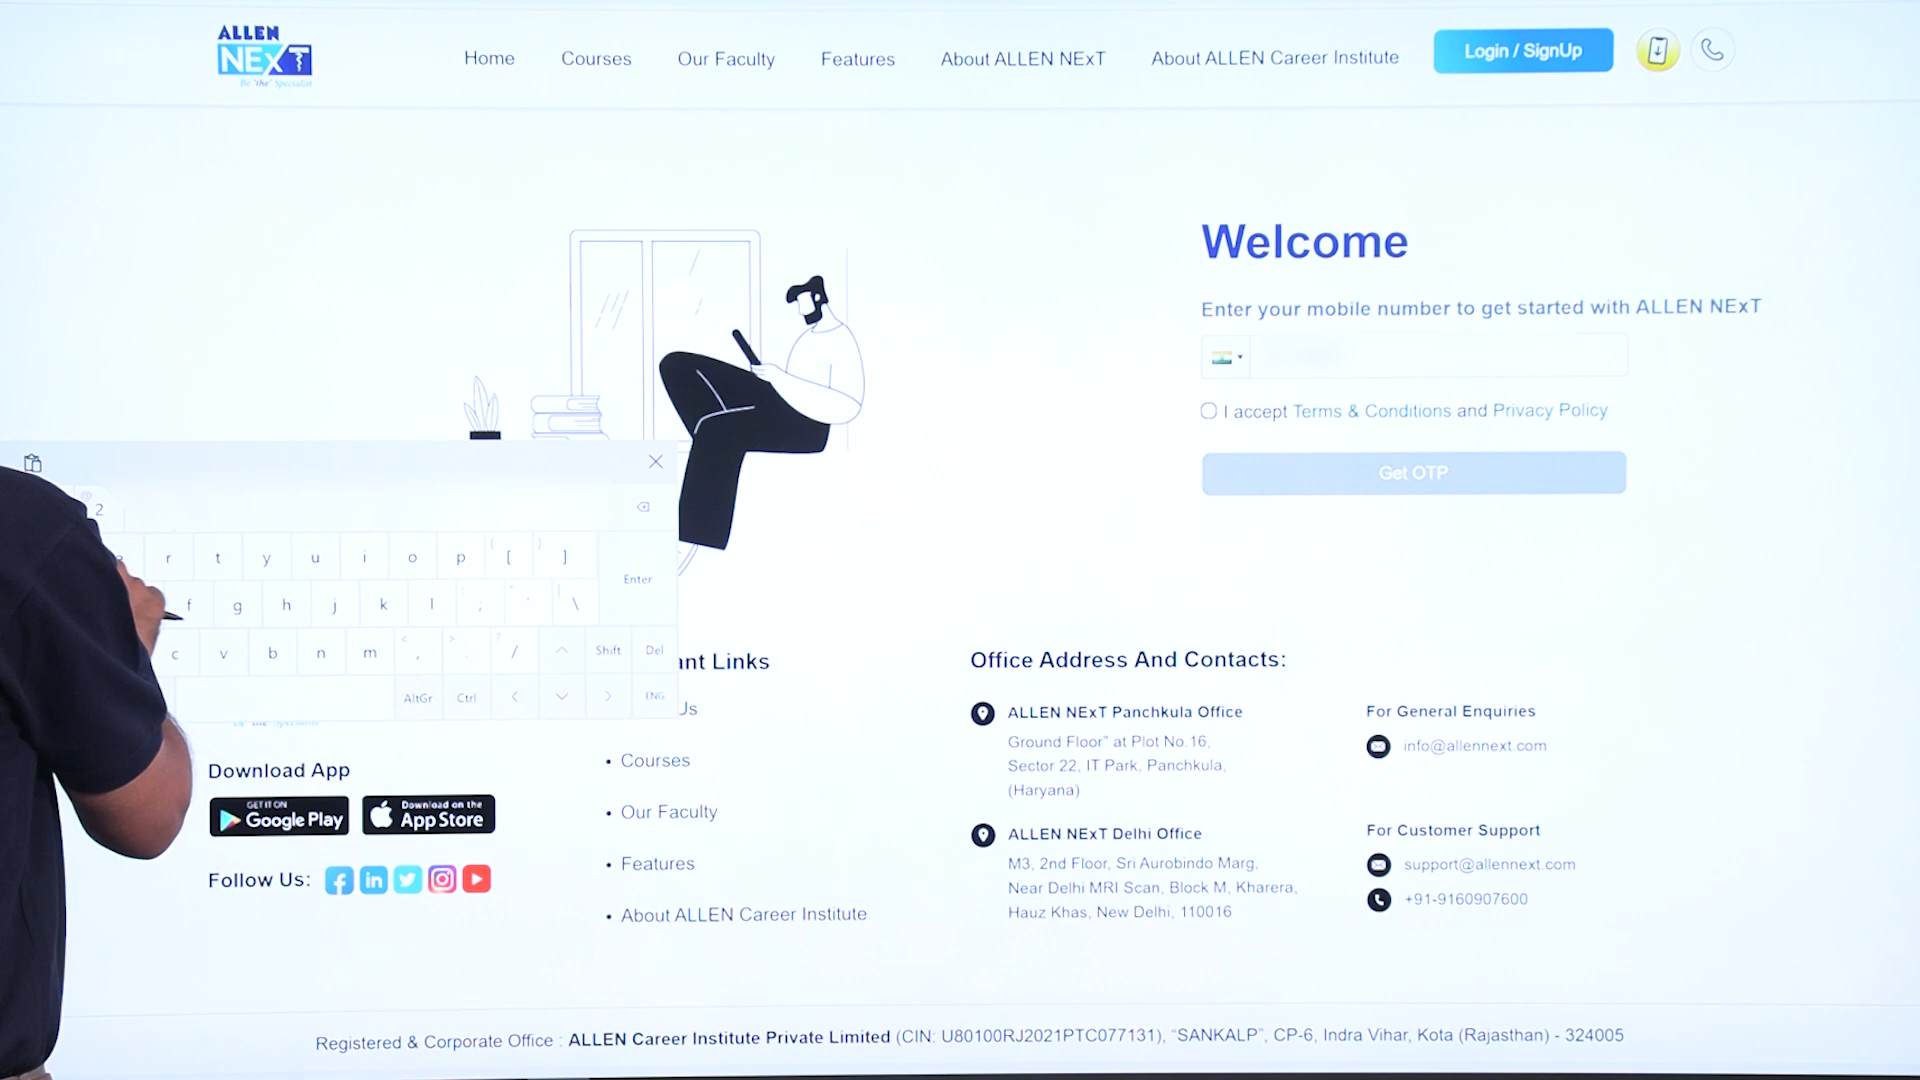 ALLEN
NEXT
Be "the" Specialist
Home
Courses
Our Faculty
Features
About ALLEN NExT
About ALLEN Career Institute
Login / SignUp
Welcome
Enter your mobile number to get started with ALLEN NExT
I accept Terms & Conditions and Privacy Policy
Get OTP
@
2
r t y u i o p { [ } ]
Enter
f g h j k l : ; " ' | \
c v b n m < , > . ? / Shift Del
AltGr Ctrl ENG
ant Links
Us
Courses
Our Faculty
Features
About ALLEN Career Institute
Download App
GET IT ON
Google Play
Download on the
App Store
Follow Us:
Office Address And Contacts:
ALLEN NExT Panchkula Office
Ground Floor" at Plot No.16,
Sector 22, IT Park, Panchkula,
(Haryana)
ALLEN NExT Delhi Office
M3, 2nd Floor, Sri Aurobindo Marg,
Near Delhi MRI Scan, Block M, Kharera,
Hauz Khas, New Delhi, 110016
For General Enquiries
info@allennext.com
For Customer Support
support@allennext.com
+91-9160907600
Registered & Corporate Office : ALLEN Career Institute Private Limited (CIN: U80100RJ2021PTC077131), “SANKALP”, CP-6, Indra Vihar, Kota (Rajasthan) - 324005